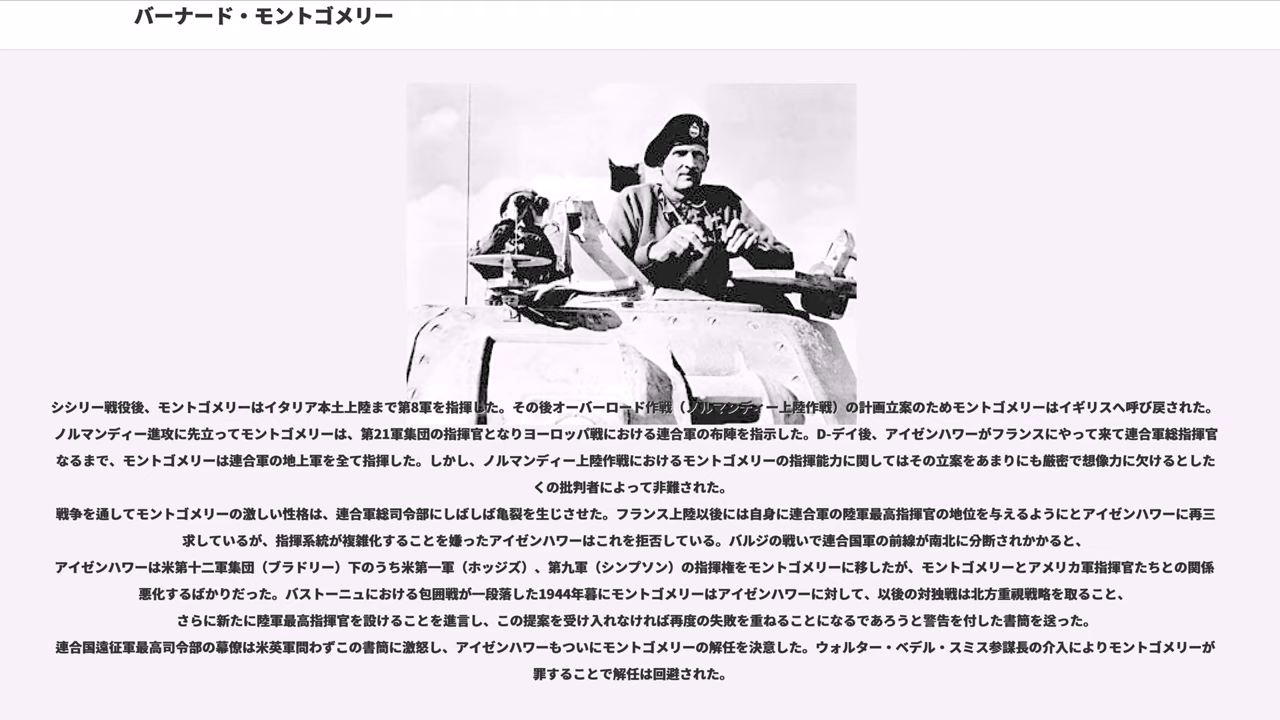 バーナード・モントゴメリー
シシリー戦役後、モントゴメリーはイタリア本土上陸まで第8軍を指揮した。その後オーバーロード作戦（ノルマンディー上陸作戦）の計画立案のためモントゴメリーはイギリスへ呼び戻された。
ノルマンディー進攻に先立ってモントゴメリーは、第21軍集団の指揮官となりヨーロッパ戦における連合軍の布陣を指示した。D-デイ後、アイゼンハワーがフランスにやって来て連合軍総指揮官
なるまで、モントゴメリーは連合軍の地上軍を全て指揮した。しかし、ノルマンディー上陸作戦におけるモントゴメリーの指揮能力に関してはその立案をあまりにも厳密で想像力に欠けるとした
くの批判者によって非難された。
戦争を通してモントゴメリーの激しい性格は、連合軍総司令部にしばしば亀裂を生じさせた。フランス上陸以後には自身に連合軍の陸軍最高指揮官の地位を与えるようにとアイゼンハワーに再三
求しているが、指揮系統が複雑化することを嫌ったアイゼンハワーはこれを拒否している。バルジの戦いで連合国軍の前線が南北に分断されかかると、
アイゼンハワーは米第十二軍集団（ブラドリー）下のうち米第一軍（ホッジズ）、第九軍（シンプソン）の指揮権をモントゴメリーに移したが、モントゴメリーとアメリカ軍指揮官たちとの関係
悪化するばかりだった。バストーニュにおける包囲戦が一段落した1944年暮にモントゴメリーはアイゼンハワーに対して、以後の対独戦は北方重視戦略を取ること、
さらに新たに陸軍最高指揮官を設けることを進言し、この提案を受け入れなければ再度の失敗を重ねることになるであろうと警告を付した書簡を送った。
連合国遠征軍最高司令部の幕僚は米英軍問わずこの書簡に激怒し、アイゼンハワーもついにモントゴメリーの解任を決意した。ウォルター・ベデル・スミス参謀長の介入によりモントゴメリーが
罪することで解任は回避された。